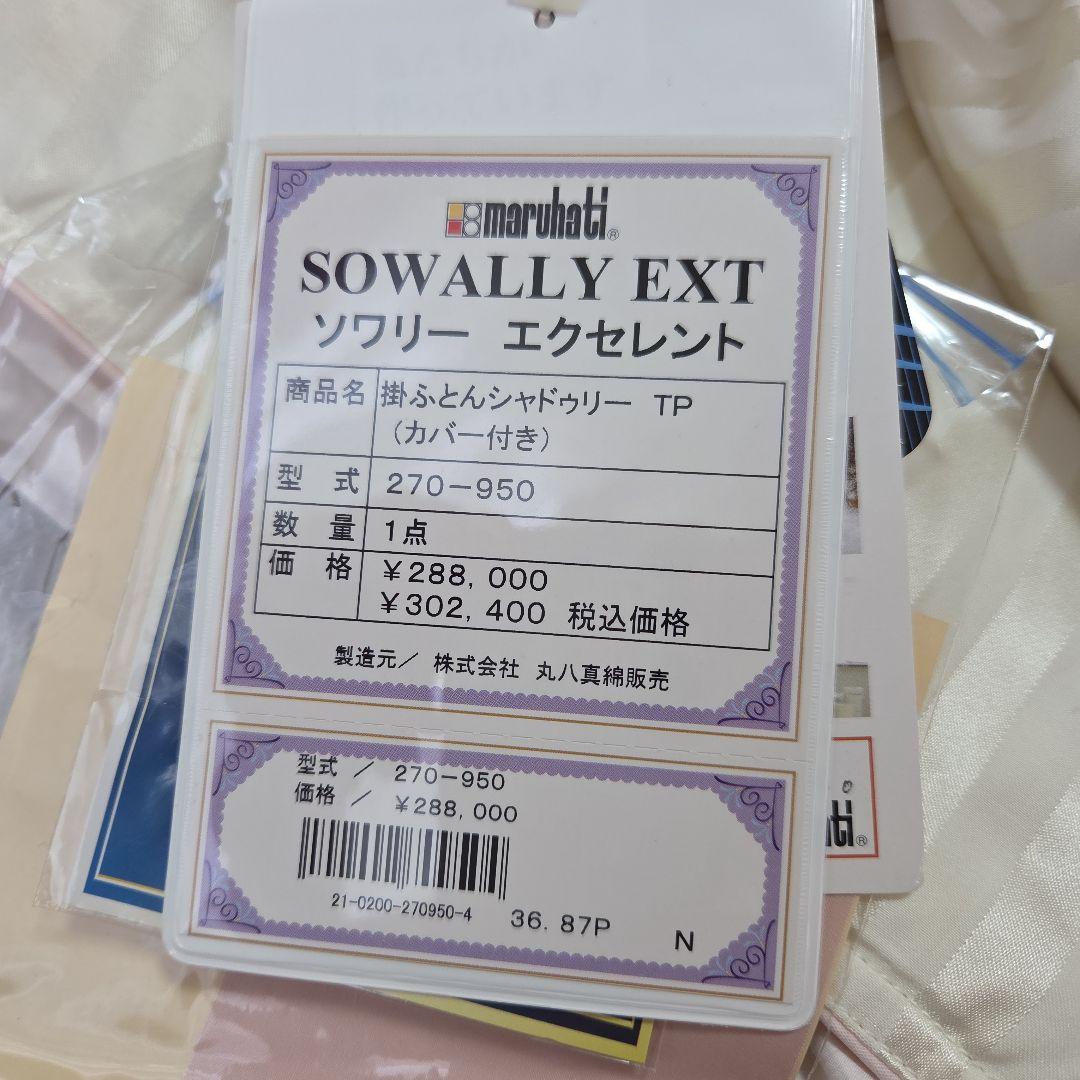 maruhati®
SOWALLY EXT
ソワリー エクセレント
商品名 掛ふとんシャドゥリー TP
（カバー付き）
型 式 270－950
数 量 1点
価 格 ￥288，000
￥302，400 税込価格
製造元／ 株式会社 丸八真綿販売
型式 ／ 270－950
価格 ／ ￥288，000
21-0200-270950-4
36．87P
N
ati®